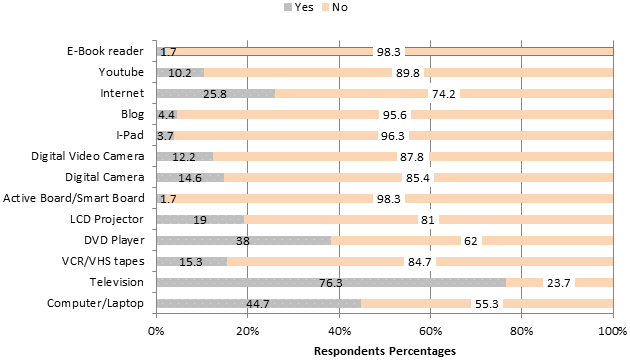 Yes No
E-Book reader 1.7 98.3
Youtube 10.2 89.8
Internet 25.8 74.2
Blog 4.4 95.6
I-Pad 3.7 96.3
Digital Video Camera 12.2 87.8
Digital Camera 14.6 85.4
Active Board/Smart Board 1.7 98.3
LCD Projector 19 81
DVD Player 38 62
VCR/VHS tapes 15.3 84.7
Television 76.3 23.7
Computer/Laptop 44.7 55.3
0% 20% 40% 60% 80% 100%
Respondents Percentages